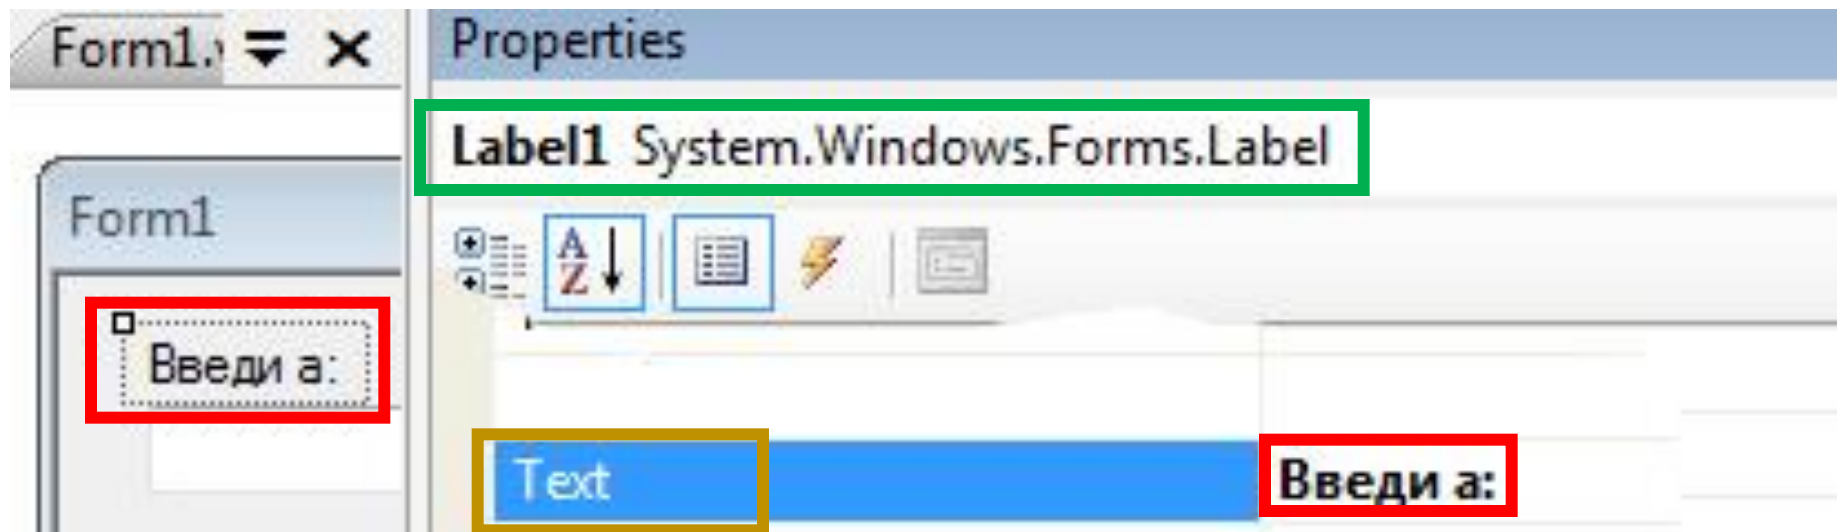 Form1.
Properties
Label1 System.Windows.Forms.Label
Form1
A
Z
Введи а:
Text
Введи а: